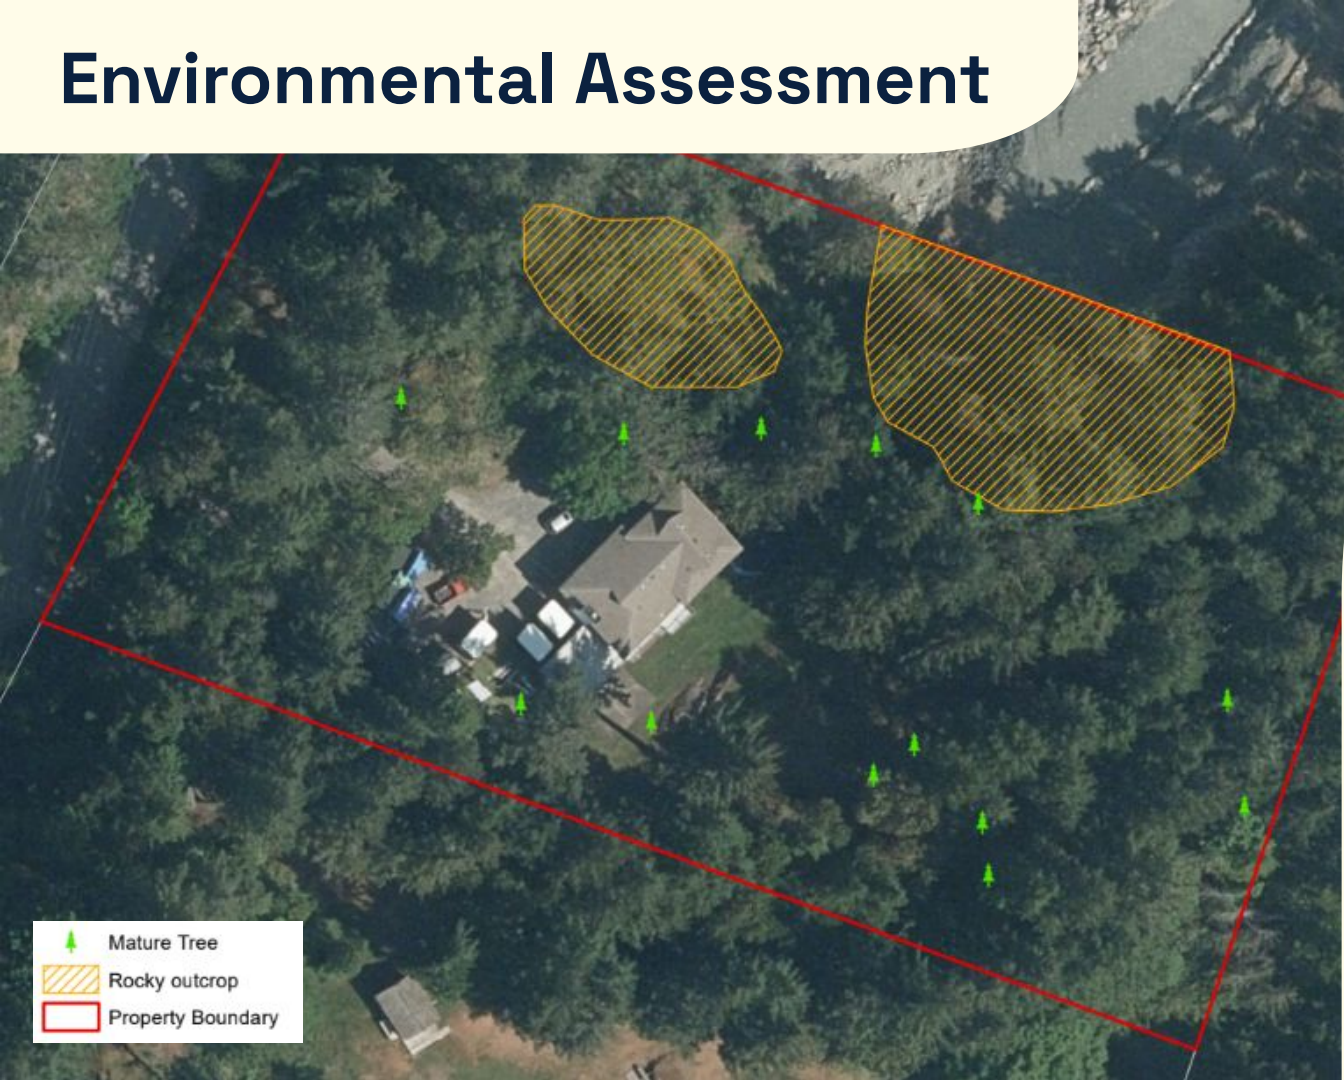 Environmental Assessment
Mature Tree
Rocky outcrop
Property Boundary